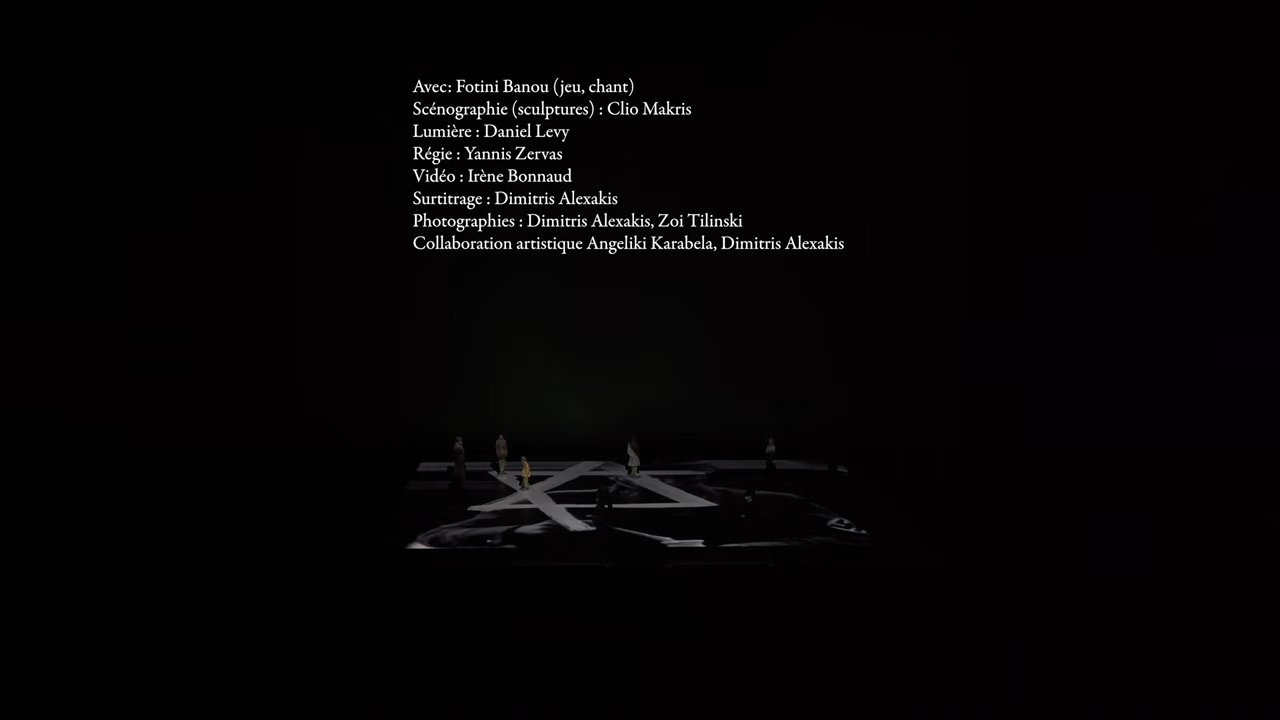 Avec: Fotini Banou (jeu, chant)
Scénographie (sculptures) : Clio Makris
Lumière : Daniel Levy
Régie : Yannis Zervas
Vidéo : Irène Bonnaud
Surtitrage : Dimitris Alexakis
Photographies : Dimitris Alexakis, Zoi Tilinski
Collaboration artistique Angeliki Karabela, Dimitris Alexakis